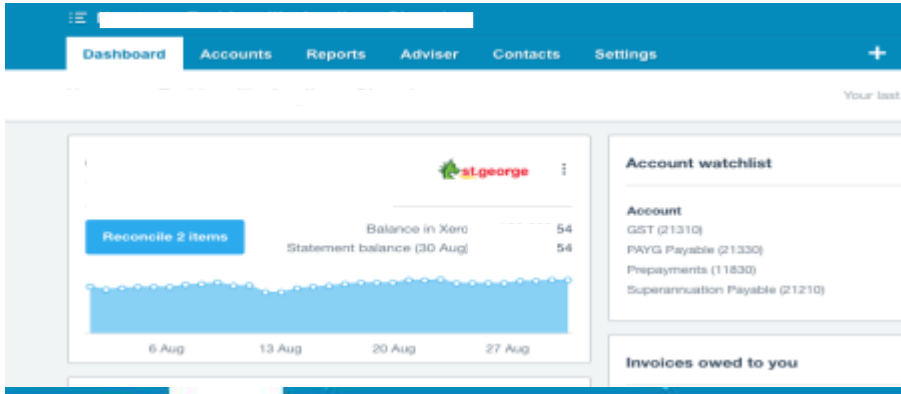 Dashboard Accounts Reports Adviser Contacts Settings +
Your last
st.george
Reconcile 2 items
Balance in Xero 54
Statement balance (30 Aug) 54
6 Aug 13 Aug 20 Aug 27 Aug
Account watchlist
Account
GST (21310)
PAYG Payable (21330)
Prepayments (11830)
Superannuation Payable (21210)
Invoices owed to you